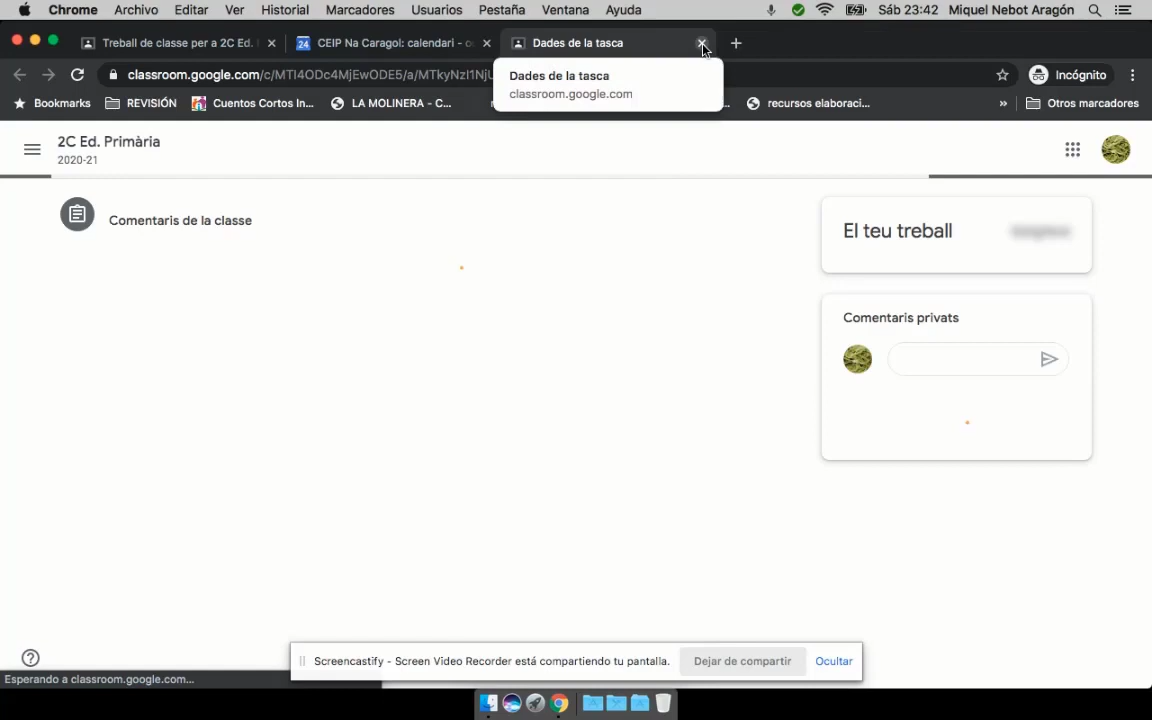 Chrome Archivo Editar Ver Historial Marcadores Usuarios Pestaña Ventana Ayuda Sáb 23:42 Miquel Nebot Aragón
Treball de classe per a 2C Ed. CEIP Na Caragol: calendari - Dades de la tasca
classroom.google.com/c/MTI4ODc4MjEwODE5/a/MTkyNzI1NjU Incógnito
Dades de la tasca
classroom.google.com
Bookmarks REVISIÓN Cuentos Cortos In... LA MOLINERA - C... recursos elaboraci... » Otros marcadores
2C Ed. Primària
2020-21
Comentaris de la classe
El teu treball
Comentaris privats
Screencastify - Screen Video Recorder está compartiendo tu pantalla. Dejar de compartir Ocultar
Esperando a classroom.google.com...